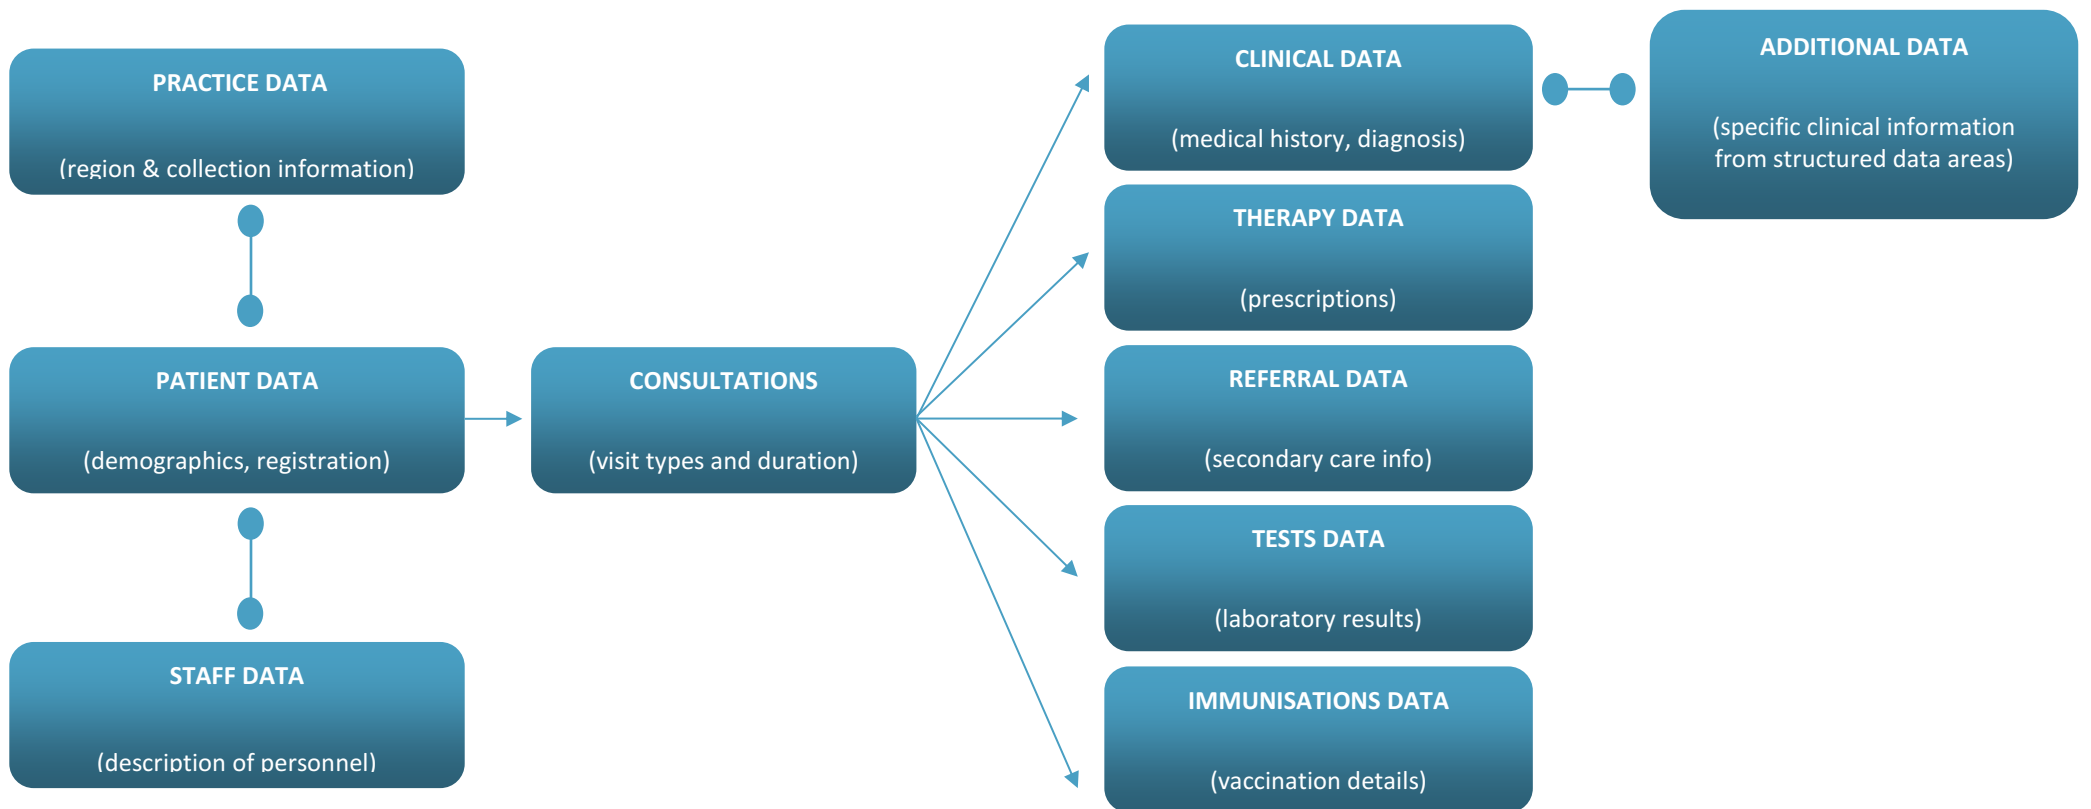 PRACTICE DATA
(region & collection information)
PATIENT DATA
(demographics, registration)
STAFF DATA
(description of personnel)
CONSULTATIONS
(visit types and duration)
CLINICAL DATA
(medical history, diagnosis)
THERAPY DATA
(prescriptions)
REFERRAL DATA
(secondary care info)
TESTS DATA
(laboratory results)
IMMUNISATIONS DATA
(vaccination details)
ADDITIONAL DATA
(specific clinical information
from structured data areas)